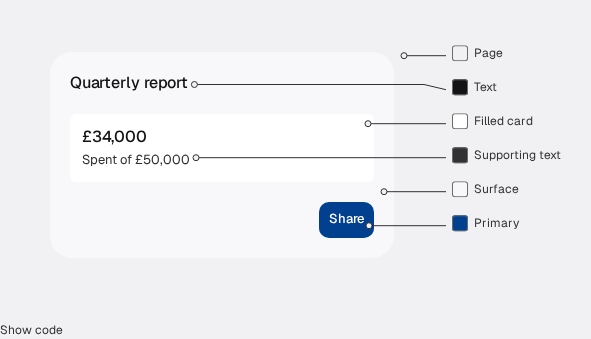 Quarterly report
£34,000
Spent of £50,000
Share
Page
Text
Filled card
Supporting text
Surface
Primary
Show code